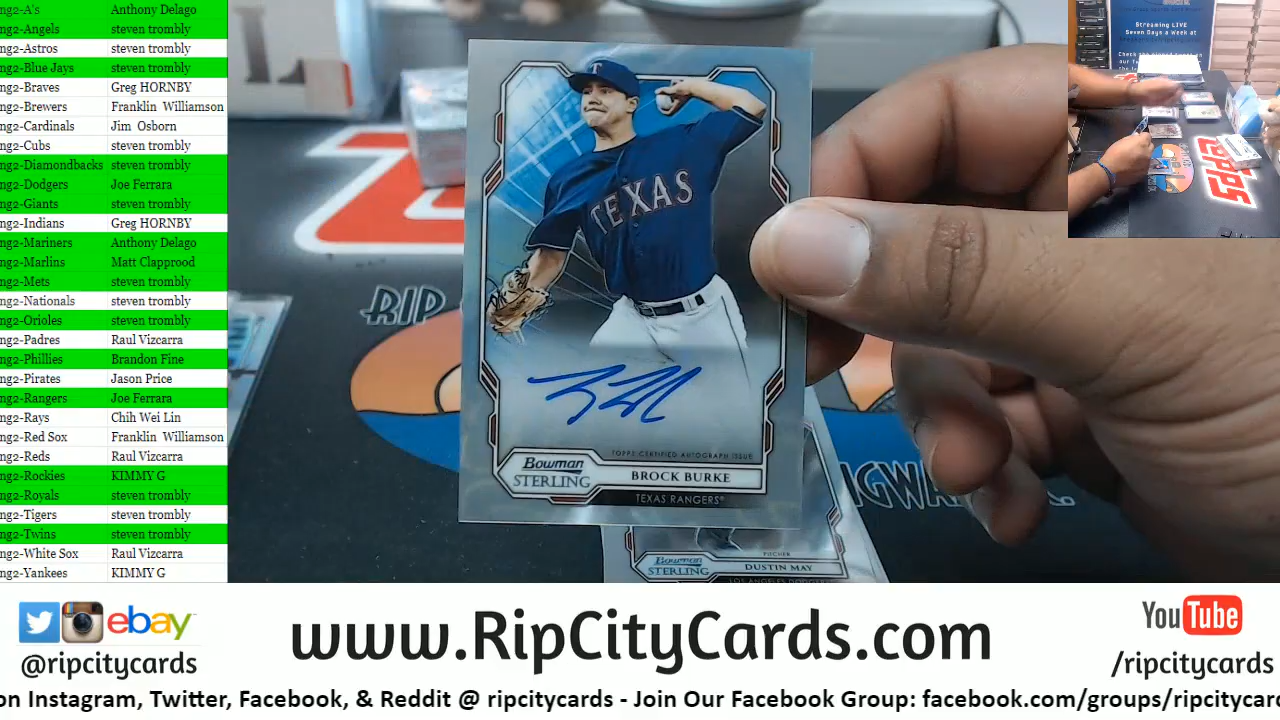 ng2-A's Anthony Delago
ng2-Angels steven trombly
ng2-Astros steven trombly
ng2-Blue Jays steven trombly
ng2-Braves Greg HORNBY
ng2-Brewers Franklin Williamson
ng2-Cardinals Jim Osborn
ng2-Cubs steven trombly
ng2-Diamondbacks steven trombly
ng2-Dodgers Joe Ferrara
ng2-Giants steven trombly
ng2-Indians Greg HORNBY
ng2-Mariners Anthony Delago
ng2-Marlins Matt Clapprood
ng2-Mets steven trombly
ng2-Nationals steven trombly
ng2-Orioles steven trombly
ng2-Padres Raul Vizcarra
ng2-Phillies Brandon Fine
ng2-Pirates Jason Price
ng2-Rangers Joe Ferrara
ng2-Rays Chih Wei Lin
ng2-Red Sox Franklin Williamson
ng2-Reds Raul Vizcarra
ng2-Rockies KIMMY G
ng2-Royals steven trombly
ng2-Tigers steven trombly
ng2-Twins steven trombly
ng2-White Sox Raul Vizcarra
ng2-Yankees KIMMY G
T
TEXAS
TOPPS CERTIFIED AUTOGRAPH ISSUE
Bowman
STERLING
BROCK BURKE
TEXAS RANGERS
RIP
PITCHER
Bowman
STERLING
DUSTIN MAY
LOS ANGELES DODGERS
Streaming LIVE
Seven Days a Week at
Check
topps
ebay
@ripcitycards
www.RipCityCards.com
YouTube
/ripcitycards
on Instagram, Twitter, Facebook, & Reddit @ ripcitycards - Join Our Facebook Group: facebook.com/groups/ripcitycard